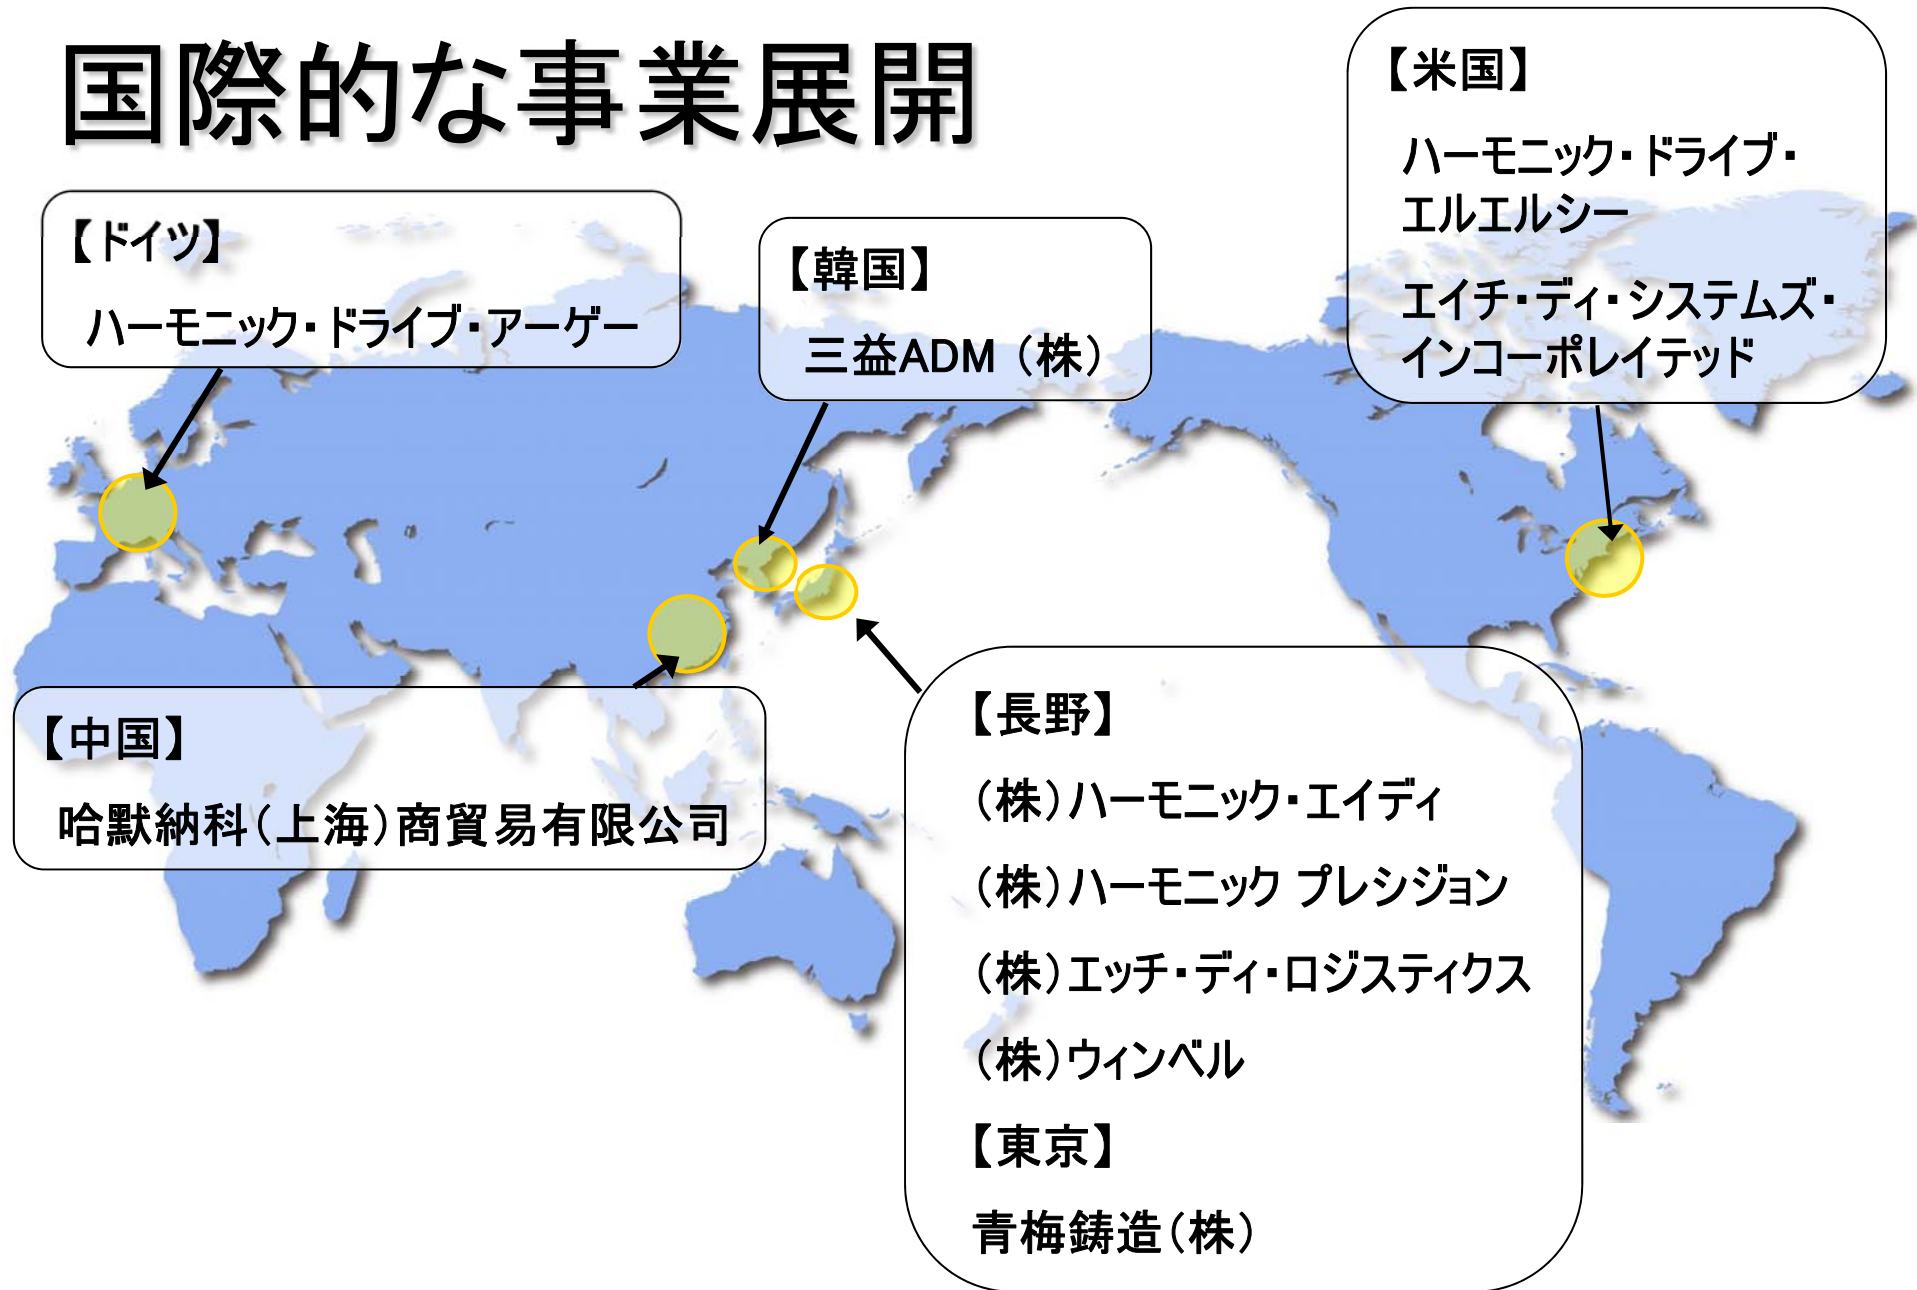 国際的な事業展開
【米国】
ハーモニック・ドライブ・
エルエルシー
エイチ・ディ・システムズ・
インコーポレイテッド
【ドイツ】
ハーモニック・ドライブ・アーゲー
【韓国】
三益ADM（株）
【中国】
哈默納科（上海）商貿易有限公司
【長野】
（株）ハーモニック・エイディ
（株）ハーモニック プレシジョン
（株）エッチ・ディ・ロジスティクス
（株）ウィンベル
【東京】
青梅鋳造（株）